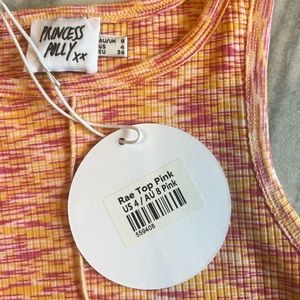 PRINCESS
POLLY xx
AU/UK 8
US 4
EU 36
Rae Top Pink
US 4 / AU 8 Pink
559408